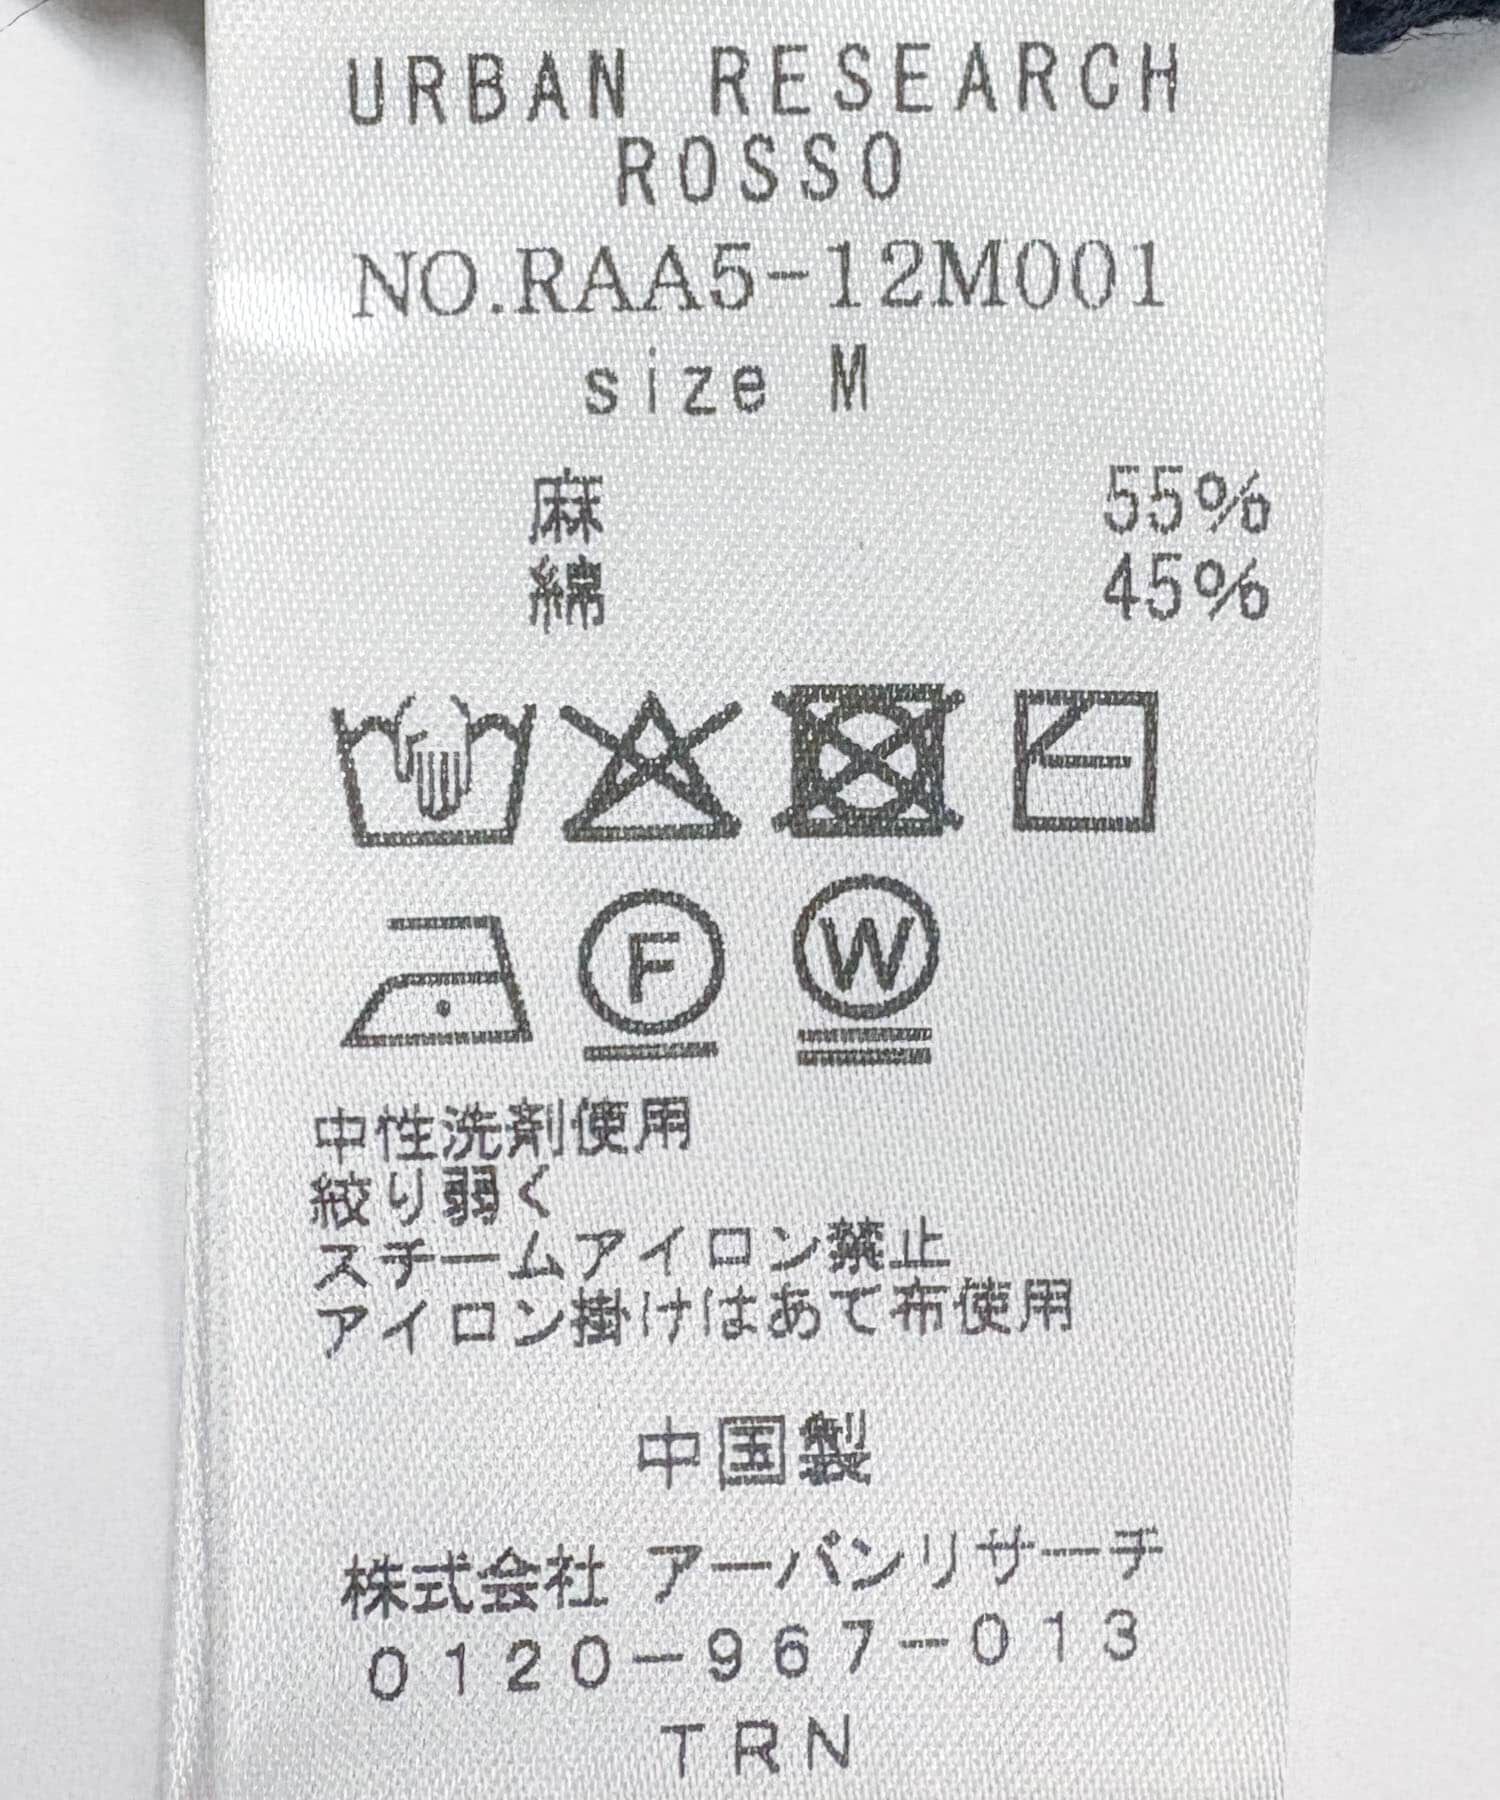 URBAN RESEARCH
ROSSO
NO.RAA5-12M001
size M
麻 55%
綿 45%
F W
中性洗剤使用
絞り弱く
スチームアイロン禁止
アイロン掛けはあて布使用
中国製
株式会社 アーバンリサーチ
0120-967-013
TRN